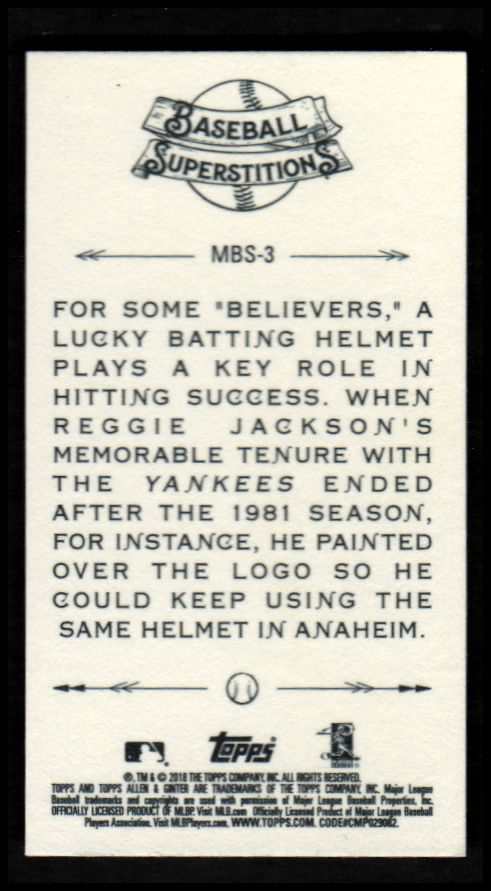 BASEBALL
SUPERSTITIONS
MBS-3
FOR SOME "BELIEVERS," A
LUCKY BATTING HELMET
PLAYS A KEY ROLE IN
HITTING SUCCESS. WHEN
REGGIE JACKSON'S
MEMORABLE TENURE WITH
THE YANKEES ENDED
AFTER THE 1981 SEASON,
FOR INSTANCE, HE PAINTED
OVER THE LOGO SO HE
COULD KEEP USING THE
SAME HELMET IN ANAHEIM.
Topps
®, TM & © 2018 THE TOPPS COMPANY, INC. ALL RIGHTS RESERVED.
TOPPS AND TOPPS ALLEN & GINTER ARE TRADEMARKS OF THE TOPPS COMPANY, INC. Major League
Baseball trademarks and copyrights are used with permission of Major League Baseball Properties, Inc.
OFFICIALLY LICENSED PRODUCT OF MLBP. Visit MLB.com Officially Licensed Product of Major League Baseball
Players Association. Visit MLBPlayers.com. WWW.TOPPS.COM. CODE#CMP029082.